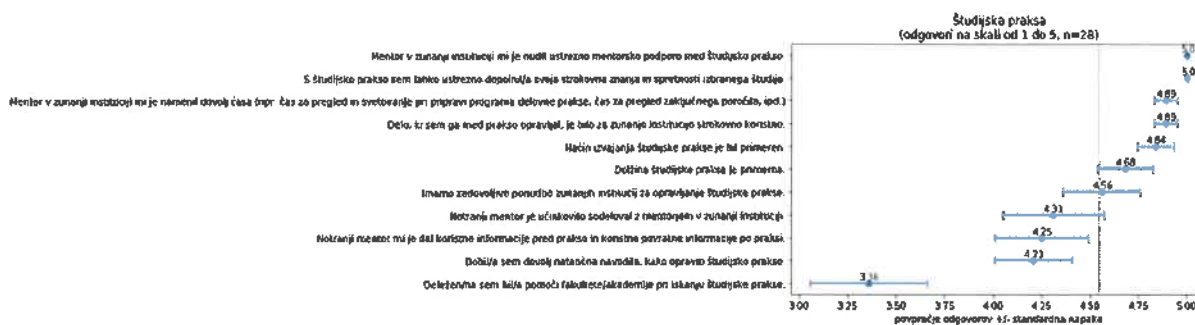 Študijska praksa
(odgovori na skali od 1 do 5, n=28)
Mentor v zunanji instituciji mi je nudil ustrezno mentorsko podporo med študijsko prakso
5.0
S študijsko prakso sem lahko ustrezno dopolnil/a svoja strokovna znanja in spretnosti izbranega študija
5.0
Mentor v zunanji instituciji mi je namenil dovolj časa (npr. čas za pregled in svetovanje pri pripravi programa delovne prakse, čas za pregled zaključnega poročila, ipd.)
4.89
Delo, ki sem ga med prakso opravljal, je bilo za zunanjo institucijo strokovno koristno.
4.89
Način izvajanja študijske prakse je bil primeren
4.84
Dolžina študijske prakse je primerna.
4.68
Imamo zadovoljivo ponudbo zunanjih institucij za opravljanje študijske prakse.
4.56
Notranji mentor je učinkovito sodeloval z mentorjem v zunanji instituciji.
4.31
Notranji mentor mi je dal koristne informacije pred prakso in koristne povratne informacije po praksi.
4.25
Dobil/a sem dovolj natančna navodila, kako opraviti študijsko prakso
4.21
Deležen/na sem bil/a pomoči fakultete/akademije pri iskanju študijske prakse.
3.36
3.00 3.25 3.50 3.75 4.00 4.25 4.50 4.75 5.00
povprečje odgovorov +/- standardna napaka